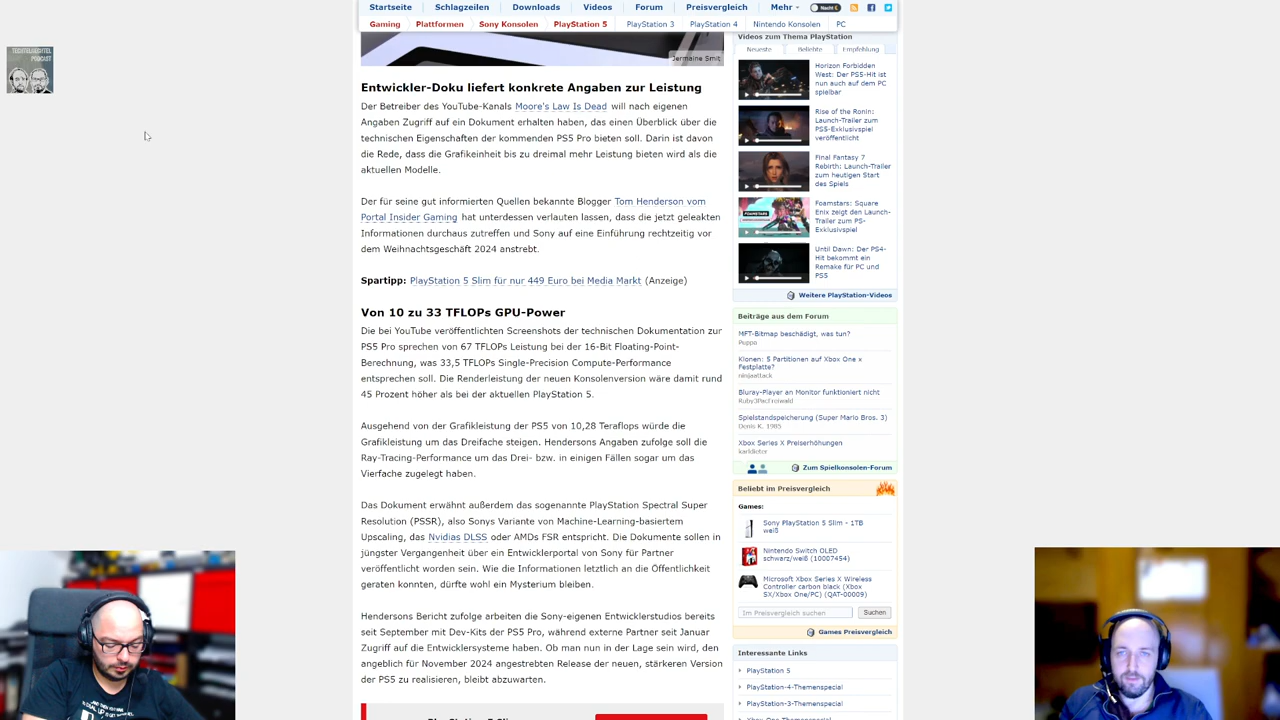 Startseite Schlagzeilen Downloads Videos Forum Preisvergleich Mehr
Gaming Plattformen Sony Konsolen PlayStation 5 PlayStation 3 PlayStation 4 Nintendo Konsolen PC
TECHTELMECHTEL
PODCAST
Jermaine Smit
Entwickler-Doku liefert konkrete Angaben zur Leistung
Der Betreiber des YouTube-Kanals Moore's Law Is Dead will nach eigenen
Angaben Zugriff auf ein Dokument erhalten haben, das einen Überblick über die
technischen Eigenschaften der kommenden PS5 Pro bieten soll. Darin ist davon
die Rede, dass die Grafikeinheit bis zu dreimal mehr Leistung bieten wird als die
aktuellen Modelle.
Der für seine gut informierten Quellen bekannte Blogger Tom Henderson vom
Portal Insider Gaming hat unterdessen verlauten lassen, dass die jetzt geleakten
Informationen durchaus zutreffen und Sony auf eine Einführung rechtzeitig vor
dem Weihnachtsgeschäft 2024 anstrebt.
Spartipp: PlayStation 5 Slim für nur 449 Euro bei Media Markt (Anzeige)
Von 10 zu 33 TFLOPs GPU-Power
Die bei YouTube veröffentlichten Screenshots der technischen Dokumentation zur
PS5 Pro sprechen von 67 TFLOPs Leistung bei der 16-Bit Floating-Point-
Berechnung, was 33,5 TFLOPs Single-Precision Compute-Performance
entsprechen soll. Die Renderleistung der neuen Konsolenversion wäre damit rund
45 Prozent höher als bei der aktuellen PlayStation 5.
Ausgehend von der Grafikleistung der PS5 von 10,28 Teraflops würde die
Grafikleistung um das Dreifache steigen. Hendersons Angaben zufolge soll die
Ray-Tracing-Performance um das Drei- bzw. in einigen Fällen sogar um das
Vierfache zugelegt haben.
Das Dokument erwähnt außerdem das sogenannte PlayStation Spectral Super
Resolution (PSSR), also Sonys Variante von Machine-Learning-basiertem
Upscaling, das Nvidias DLSS oder AMDs FSR entspricht. Die Dokumente sollen in
jüngster Vergangenheit über ein Entwicklerportal von Sony für Partner
veröffentlicht worden sein. Wie die Informationen letztlich an die Öffentlichkeit
geraten konnten, dürfte wohl ein Mysterium bleiben.
Hendersons Bericht zufolge arbeiten die Sony-eigenen Entwicklerstudios bereits
seit September mit Dev-Kits der PS5 Pro, während externe Partner seit Januar
Zugriff auf die Entwicklersysteme haben. Ob man nun in der Lage sein wird, den
angeblich für November 2024 angestrebten Release der neuen, stärkeren Version
der PS5 zu realisieren, bleibt abzuwarten.
Videos zum Thema PlayStation
Neueste Beliebte Empfehlung
Horizon Forbidden
West: Der PS5-Hit ist
nun auch auf dem PC
spielbar
Rise of the Ronin:
Launch-Trailer zum
PS5-Exklusivspiel
veröffentlicht
Final Fantasy 7
Rebirth: Launch-Trailer
zum heutigen Start
des Spiels
FOAMSTARS
Foamstars: Square
Enix zeigt den Launch-
Trailer zum PS-
Exklusivspiel
Until Dawn: Der PS4-
Hit bekommt ein
Remake für PC und
PS5
Weitere PlayStation-Videos
Beiträge aus dem Forum
MFT-Bitmap beschädigt, was tun?
Puppo
Klonen: 5 Partitionen auf Xbox One x
Festplatte?
ninjaattack
Bluray-Player an Monitor funktioniert nicht
Spielstandspeicherung (Super Mario Bros. 3)
Denis K. 1985
Xbox Series X Preiserhöhungen
karldieter
Zum Spielkonsolen-Forum
Beliebt im Preisvergleich
Games:
Sony PlayStation 5 Slim - 1TB
weiß
Nintendo Switch OLED
schwarz/weiß (10007454)
Microsoft Xbox Series X Wireless
Controller carbon black (Xbox
SX/Xbox One/PC) (QAT-00009)
Im Preisvergleich suchen Suchen
Games Preisvergleich
Interessante Links
PlayStation 5
PlayStation-4-Themenspecial
PlayStation-3-Themenspecial